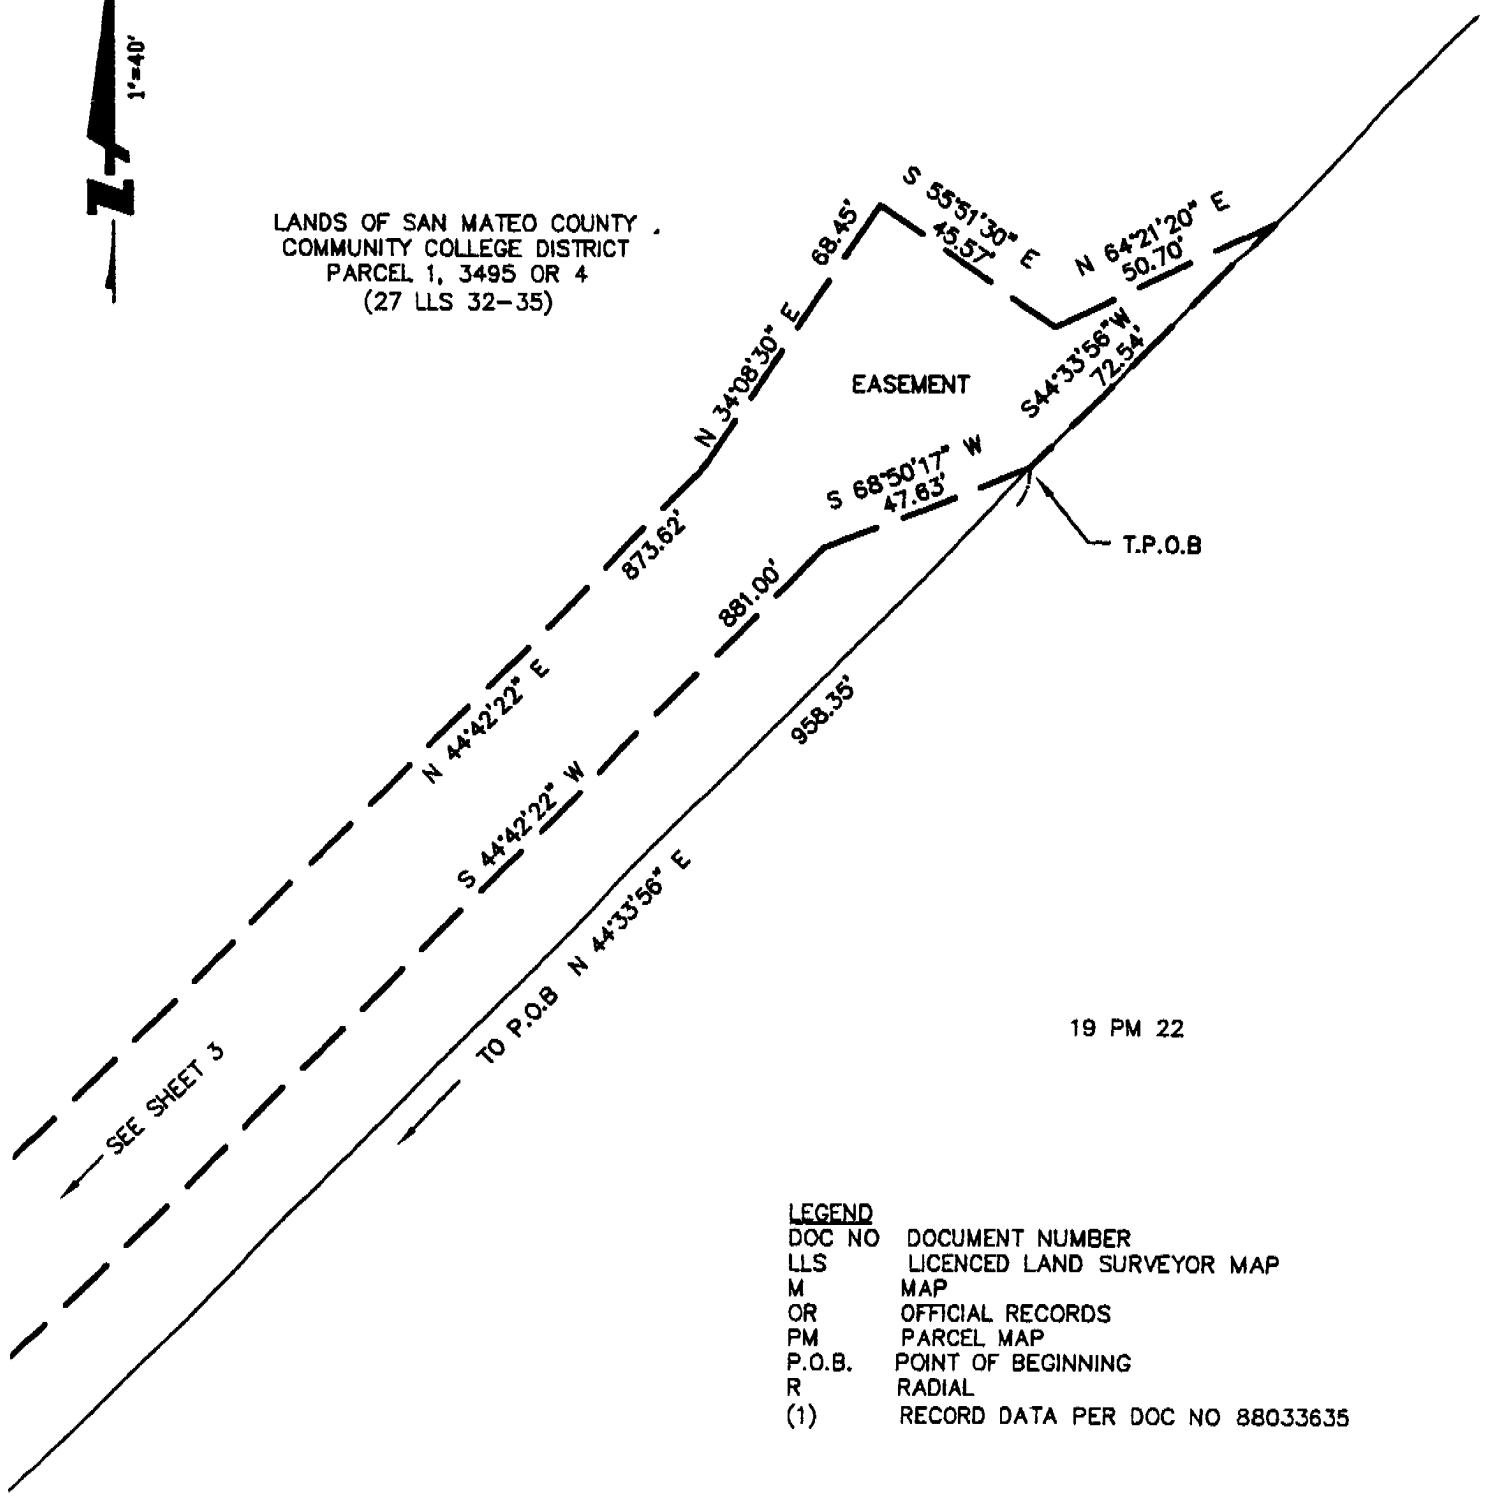 1"=40'
N
LANDS OF SAN MATEO COUNTY
COMMUNITY COLLEGE DISTRICT
PARCEL 1, 3495 OR 4
(27 LLS 32-35)
68.45'
N 34°08'30" E
S 55°51'30" E
45.57'
N 64°21'20" E
50.70'
S44°33'56"W
72.54'
EASEMENT
S 68°50'17" W
47.63'
T.P.O.B
873.62'
N 44°42'22" E
881.00'
S 44°42'22" W
958.35'
TO P.O.B N 44°33'56" E
SEE SHEET 3
19 PM 22
LEGEND
DOC NO DOCUMENT NUMBER
LLS LICENCED LAND SURVEYOR MAP
M MAP
OR OFFICIAL RECORDS
PM PARCEL MAP
P.O.B. POINT OF BEGINNING
R RADIAL
(1) RECORD DATA PER DOC NO 88033635